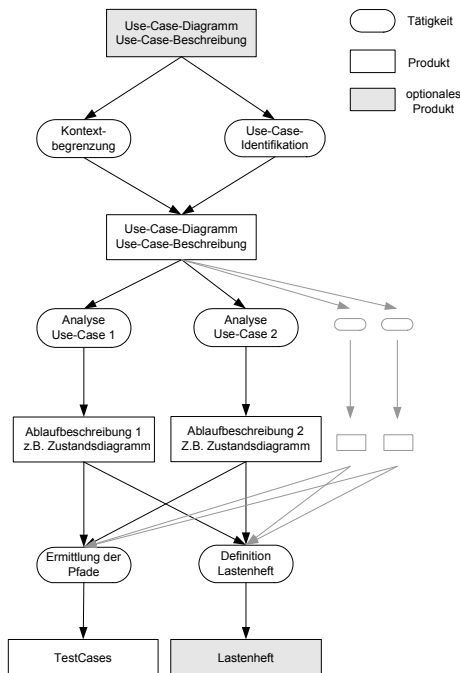 Use-Case-Diagramm
Use-Case-Beschreibung
Tätigkeit
Produkt
optionales
Produkt
Kontext-
begrenzung
Use-Case-
Identifikation
Use-Case-Diagramm
Use-Case-Beschreibung
Analyse
Use-Case 1
Analyse
Use-Case 2
Ablaufbeschreibung 1
z.B. Zustandsdiagramm
Ablaufbeschreibung 2
Z.B. Zustandsdiagramm
Ermittlung der
Pfade
Definition
Lastenheft
TestCases
Lastenheft